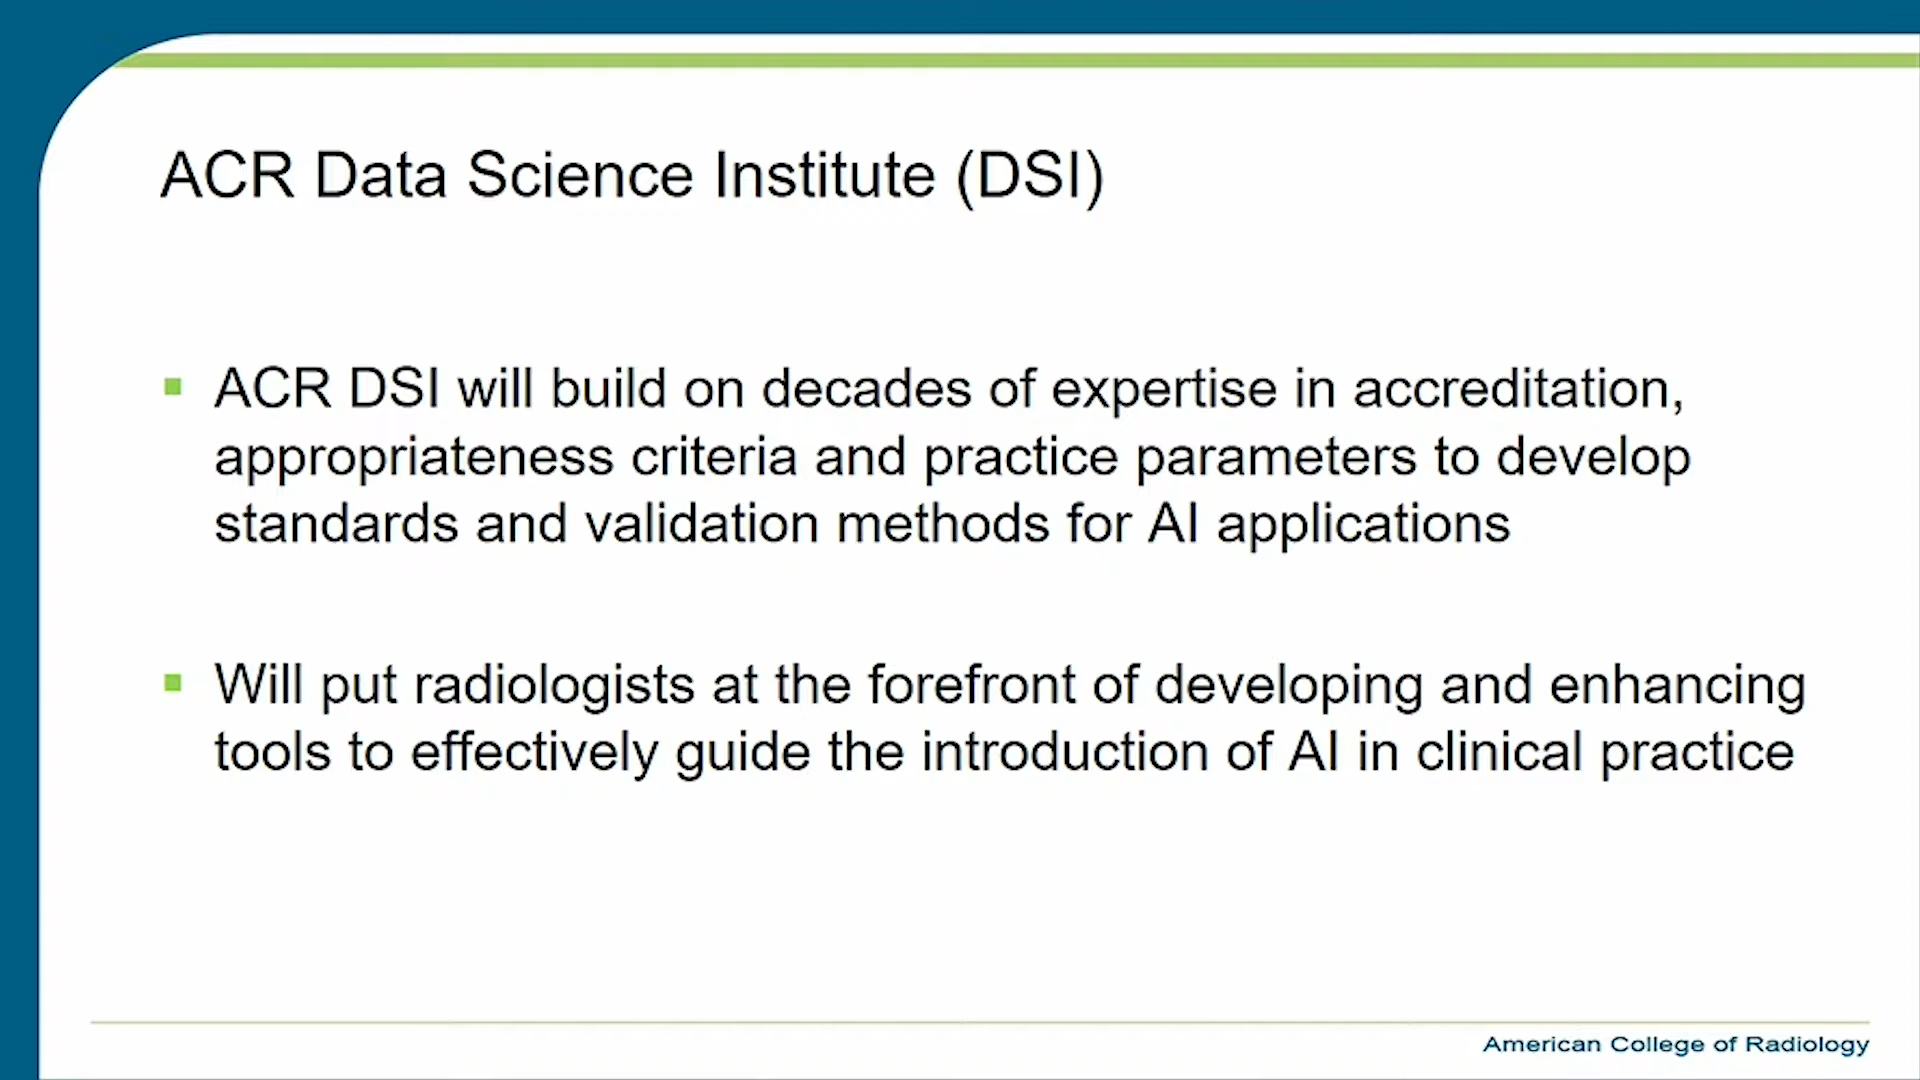 ACR Data Science Institute (DSI)
ACR DSI will build on decades of expertise in accreditation,
appropriateness criteria and practice parameters to develop
standards and validation methods for AI applications
Will put radiologists at the forefront of developing and enhancing
tools to effectively guide the introduction of AI in clinical practice
American College of Radiology